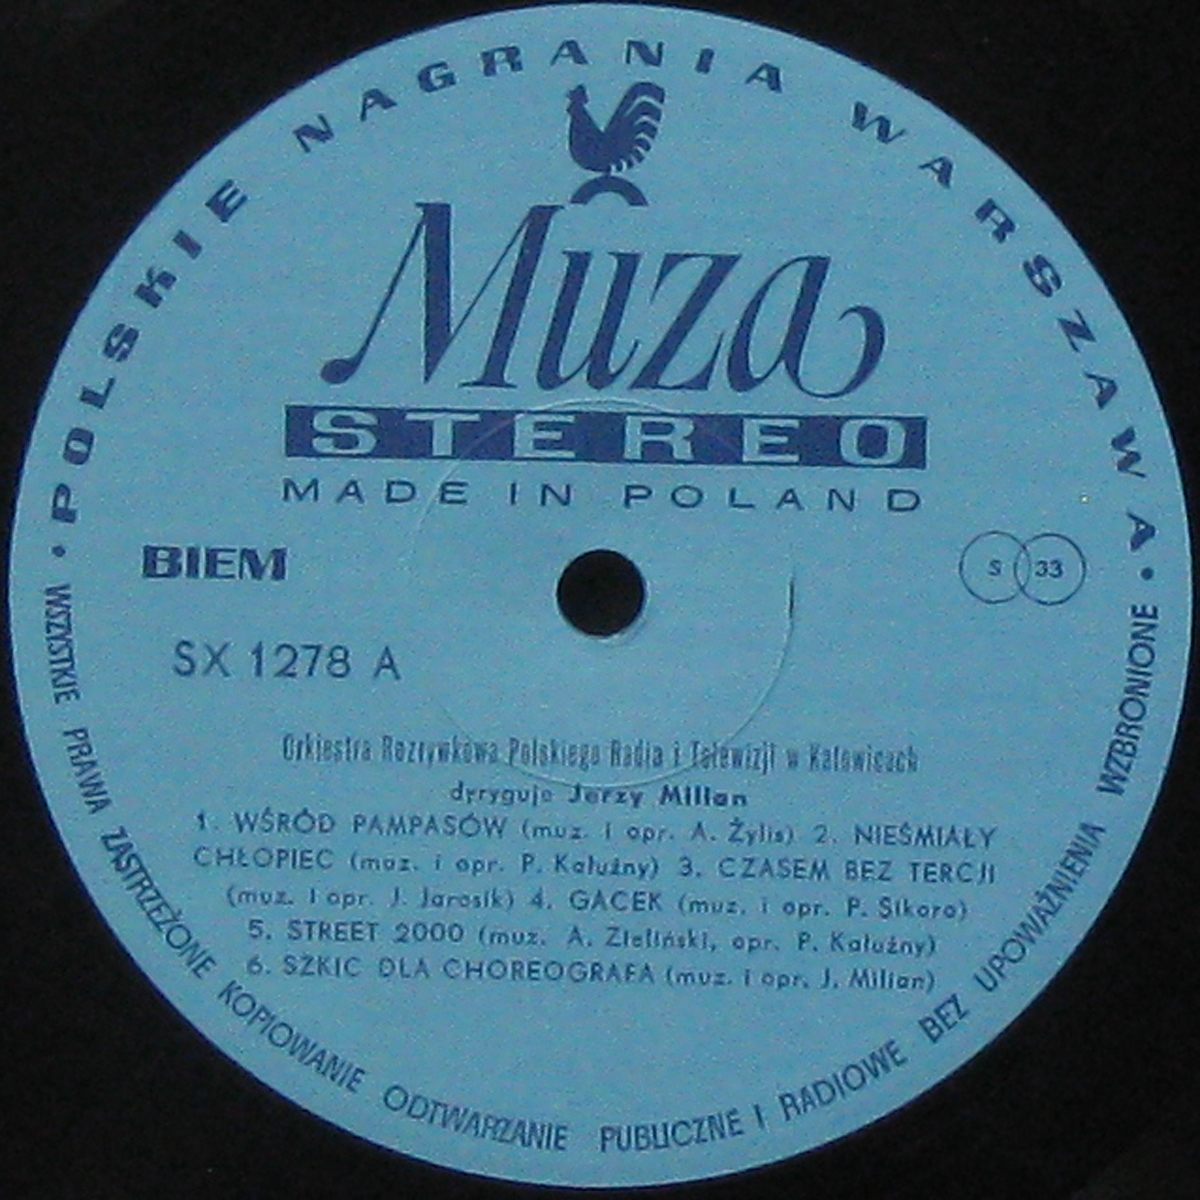 POLSKIE NAGRANIA WARSZAWA
Muza
STEREO
MADE IN POLAND
BIEM
S 33
SX 1278 A
Orkiestra Rozrywkowa Polskiego Radia i Telewizji w Katowicach
dyryguje Jerzy Milian
1. WŚRÓD PAMPASÓW (muz. i opr. A. Żylis) 2. NIEŚMIAŁY
CHŁOPIEC (muz. i opr. P. Kałużny) 3. CZASEM BEZ TERCJI
(muz. i opr. J. Jarosik) 4. GACEK (muz. i opr. P. Sikora)
5. STREET 2000 (muz. A. Zieliński, opr. P. Kałużny)
6. SZKIC DLA CHOREOGRAFA (muz. i opr. J. Milian)
• WSZYSTKIE PRAWA ZASTRZEŻONE KOPIOWANIE ODTWARZANIE PUBLICZNE I RADIOWE BEZ UPOWAŻNIENIA WZBRONIONE •